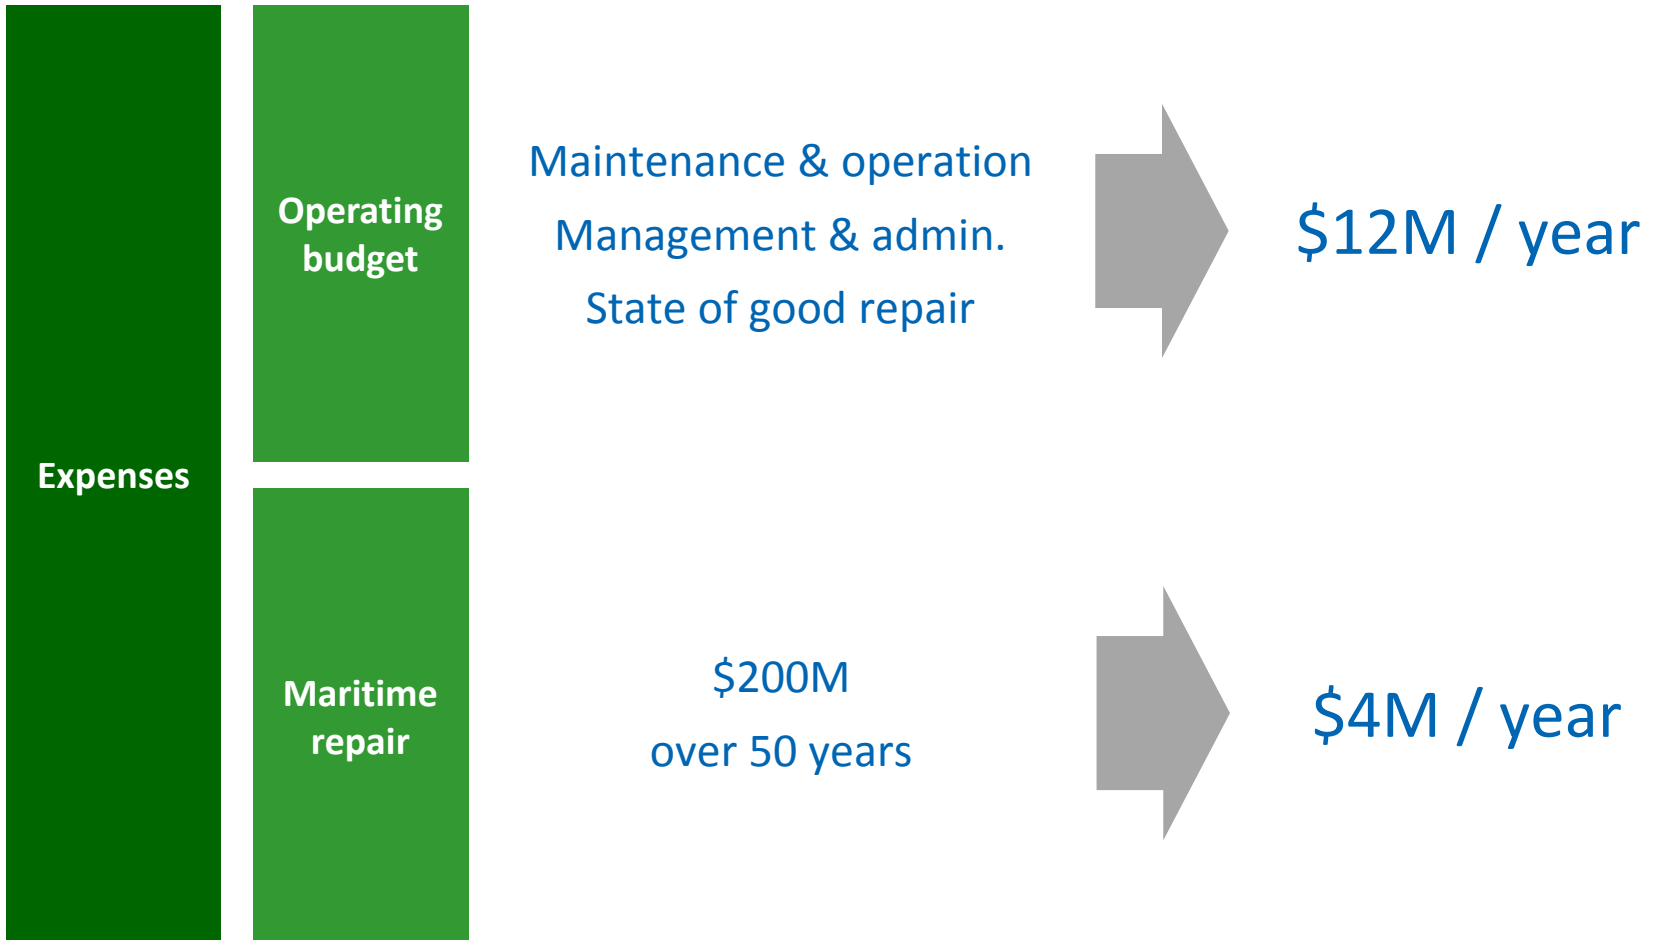 Expenses
Operating
budget
Maintenance & operation
Management & admin.
State of good repair
$12M / year
Maritime
repair
$200M
over 50 years
$4M / year